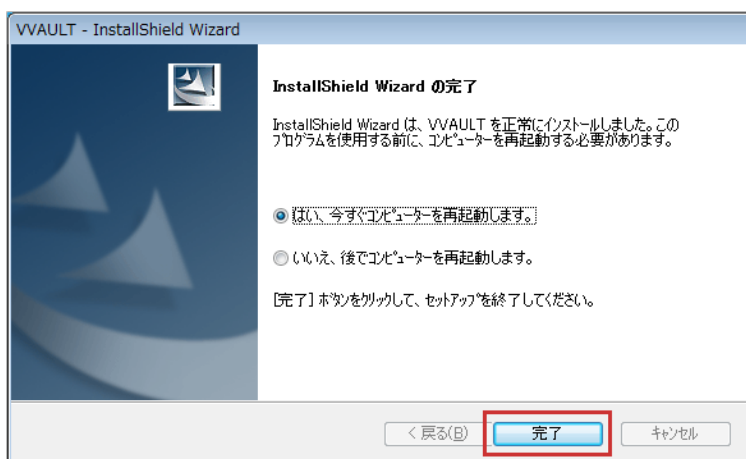 VVAULT - InstallShield Wizard
InstallShield Wizard の完了
InstallShield Wizard は、VVAULT を正常にインストールしました。この
プログラムを使用する前に、コンピューターを再起動する必要があります。
はい、今すぐコンピューターを再起動します。
いいえ、後でコンピューターを再起動します。
[完了] ボタンをクリックして、セットアップを終了してください。
< 戻る(B)
完了
キャンセル